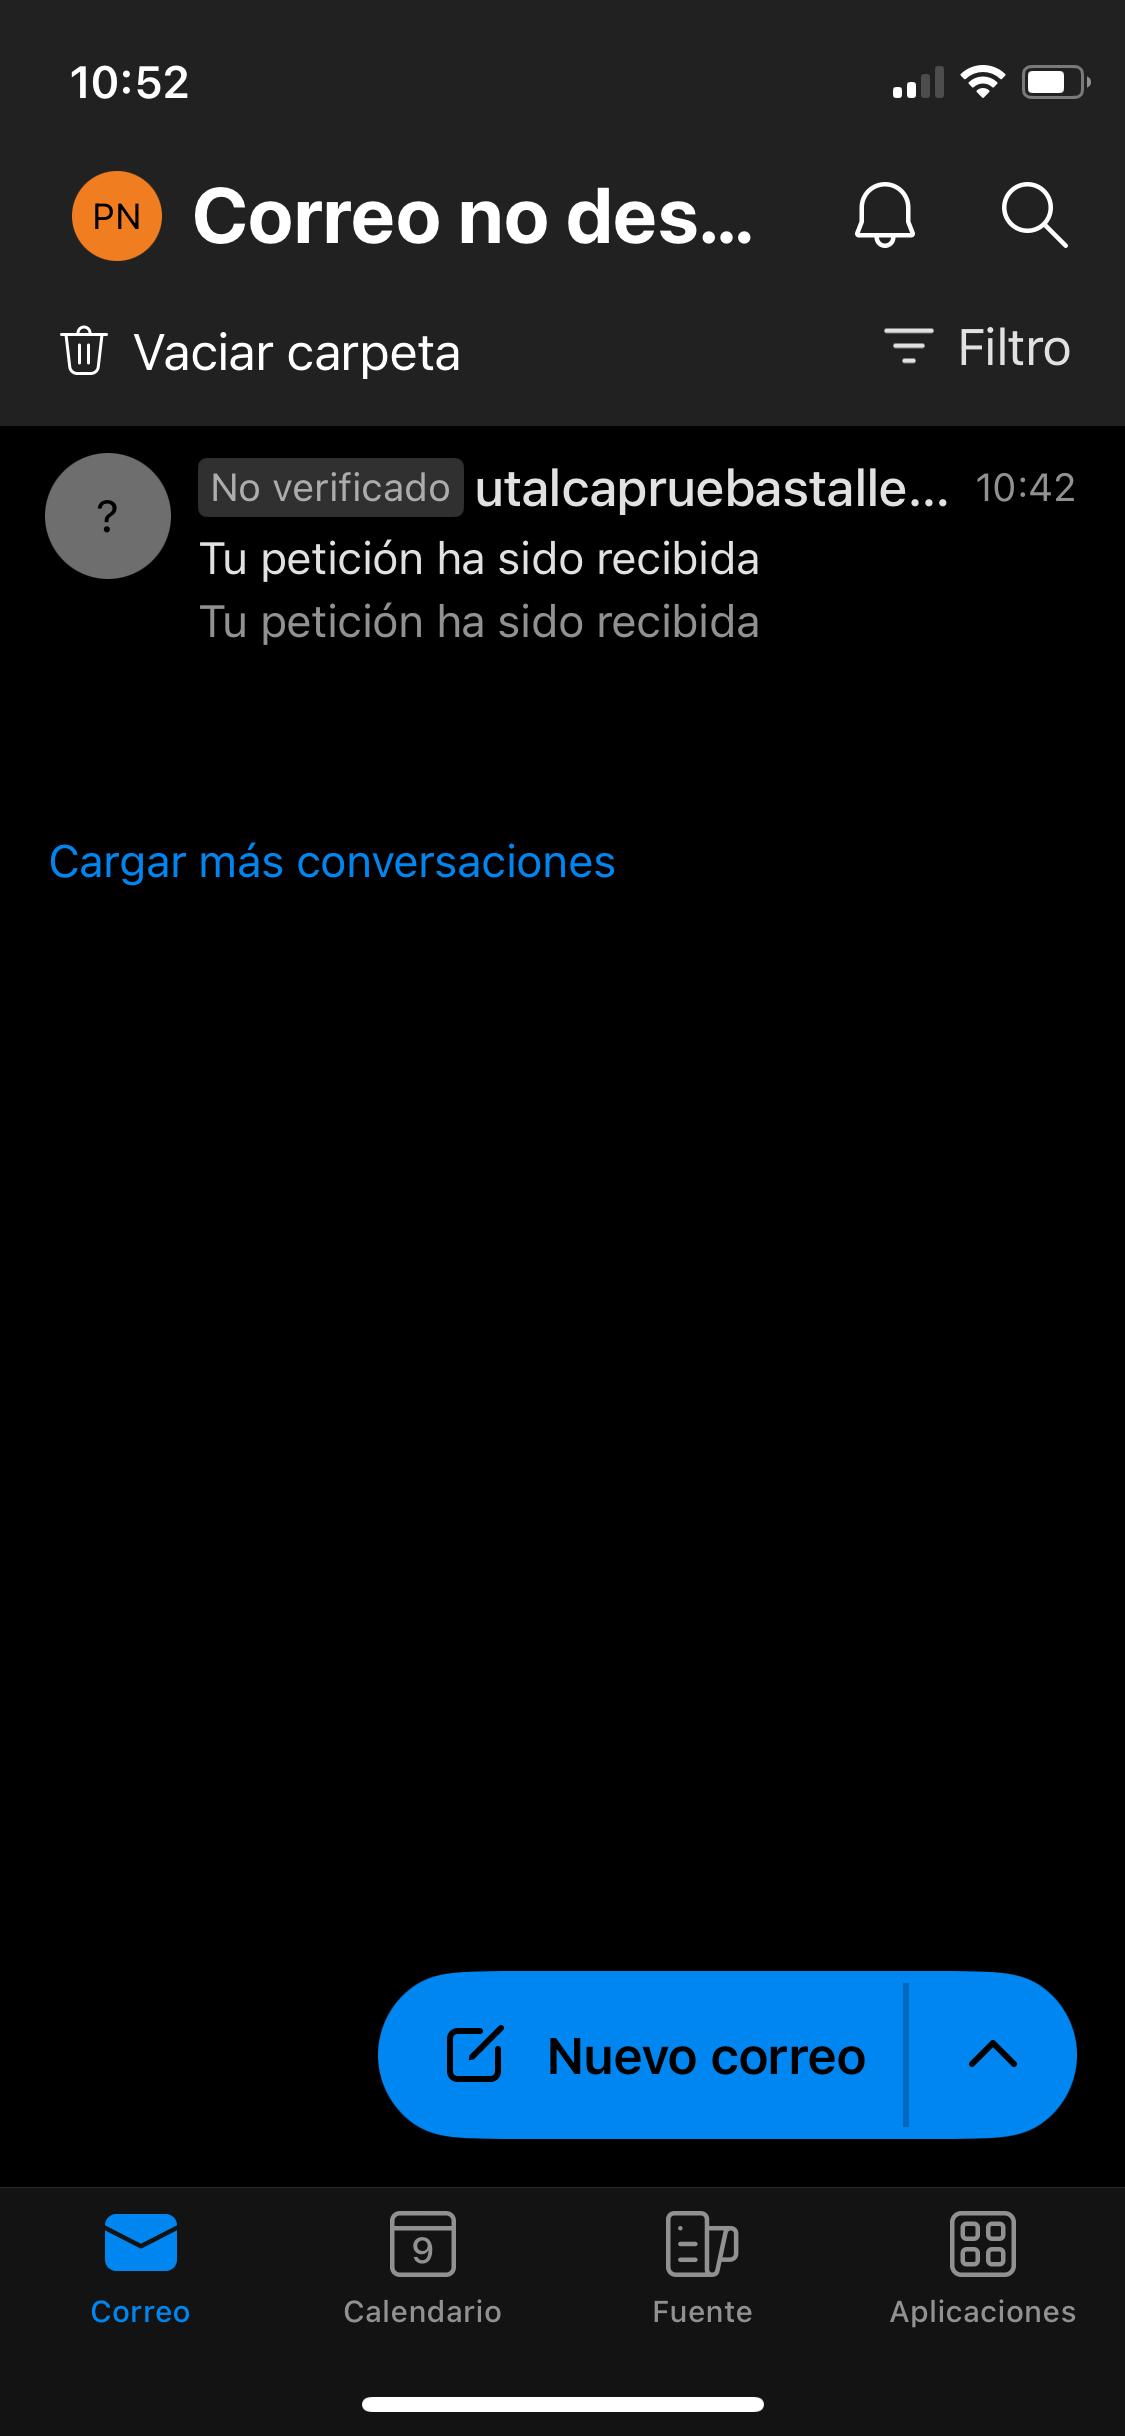 10:52
PN Correo no des...
Vaciar carpeta Filtro
? No verificado utalcapruebastalle... 10:42
Tu petición ha sido recibida
Tu petición ha sido recibida
Cargar más conversaciones
Nuevo correo
9
Correo Calendario Fuente Aplicaciones